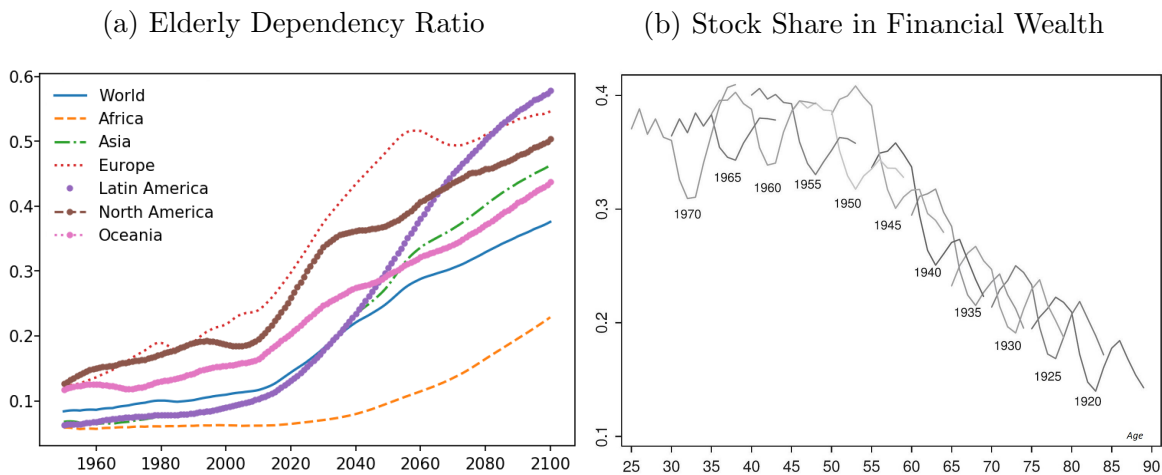 (a) Elderly Dependency Ratio
0.6
0.5
0.4
0.3
0.2
0.1
World
Africa
Asia
Europe
Latin America
North America
Oceania
1960 1980 2000 2020 2040 2060 2080 2100
(b) Stock Share in Financial Wealth
0.4
0.3
0.2
0.1
1970
1965
1960
1955
1950
1945
1940
1935
1930
1925
1920
Age
25 30 35 40 45 50 55 60 65 70 75 80 85 90